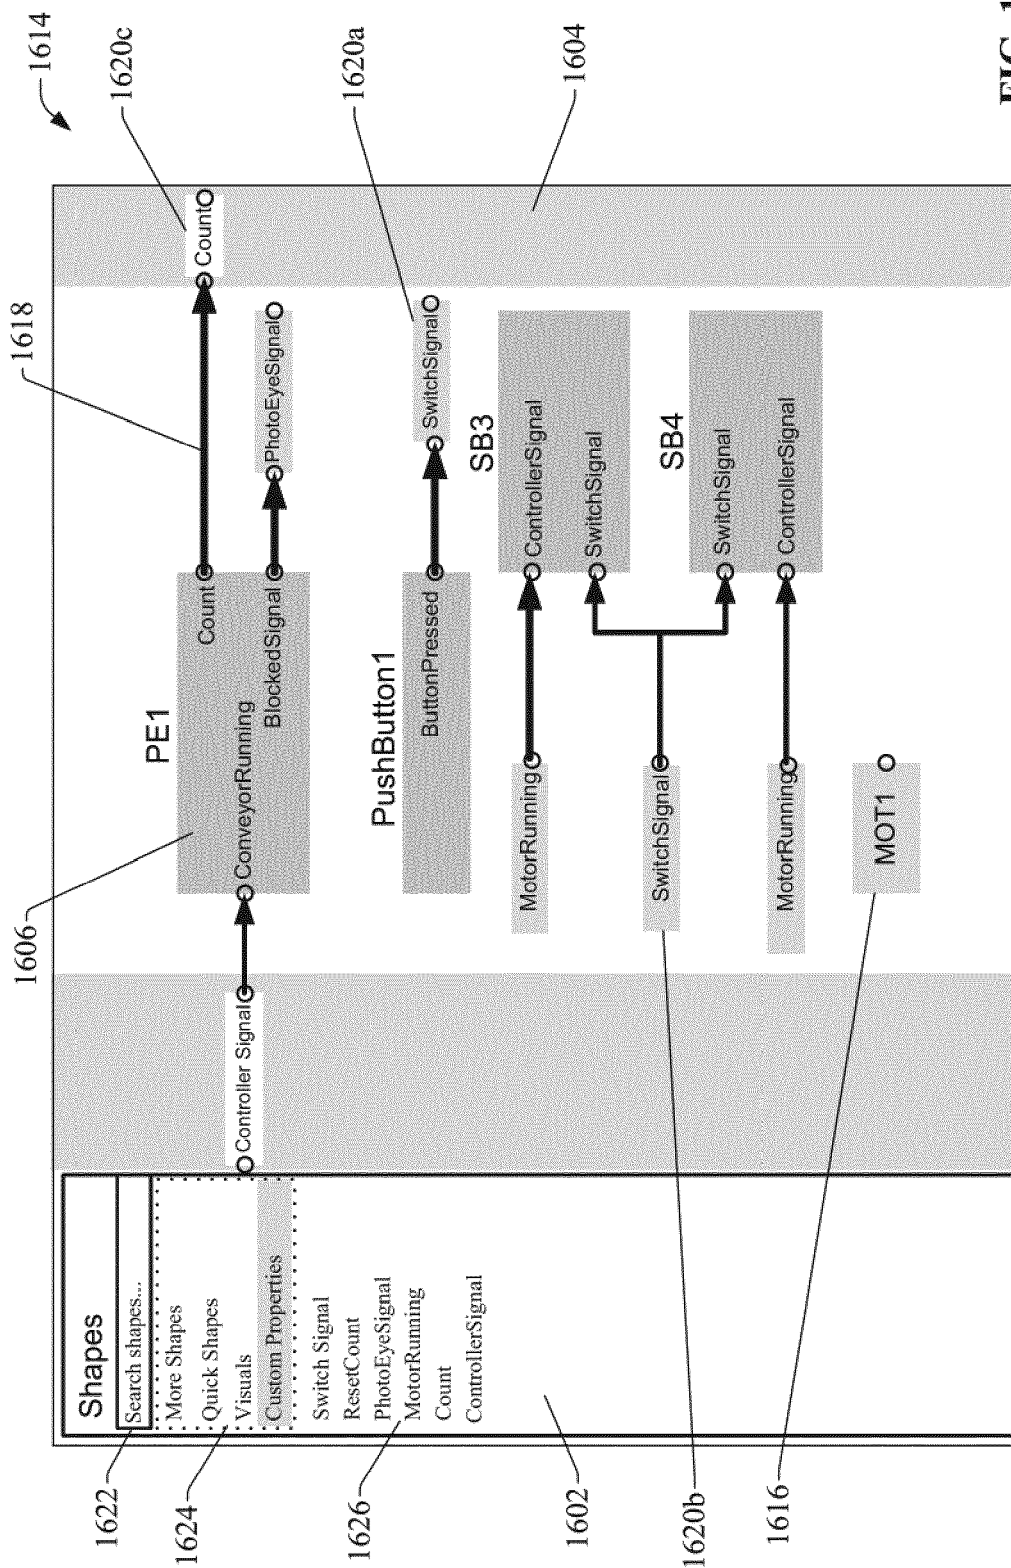 1622
1624
1626
1602
1620b
1616
Shapes
Search shapes...
More Shapes
Quick Shapes
Visuals
Custom Properties
Switch Signal
ResetCount
PhotoEyeSignal
MotorRunning
Count
ControllerSignal
Controller Signal
1606
PE1
ConveyorRunning
Count
BlockedSignal
1618
Count
PhotoEyeSignal
PushButton1
ButtonPressed
SwitchSignal
MotorRunning
SB3
ControllerSignal
SwitchSignal
SwitchSignal
SB4
SwitchSignal
ControllerSignal
MotorRunning
MOT1
1614
1620c
1620a
1604
FIG. 1